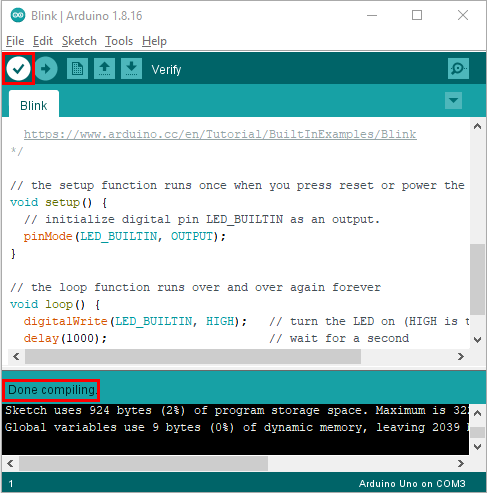 Blink | Arduino 1.8.16
File Edit Sketch Tools Help
Verify
Blink
https://www.arduino.cc/en/Tutorial/BuiltInExamples/Blink
*/
// the setup function runs once when you press reset or power the
void setup() {
// initialize digital pin LED_BUILTIN as an output.
pinMode(LED_BUILTIN, OUTPUT);
}
// the loop function runs over and over again forever
void loop() {
digitalWrite(LED_BUILTIN, HIGH); // turn the LED on (HIGH is t
delay(1000); // wait for a second
Done compiling.
Sketch uses 924 bytes (2%) of program storage space. Maximum is 32
Global variables use 9 bytes (0%) of dynamic memory, leaving 2039
1
Arduino Uno on COM3